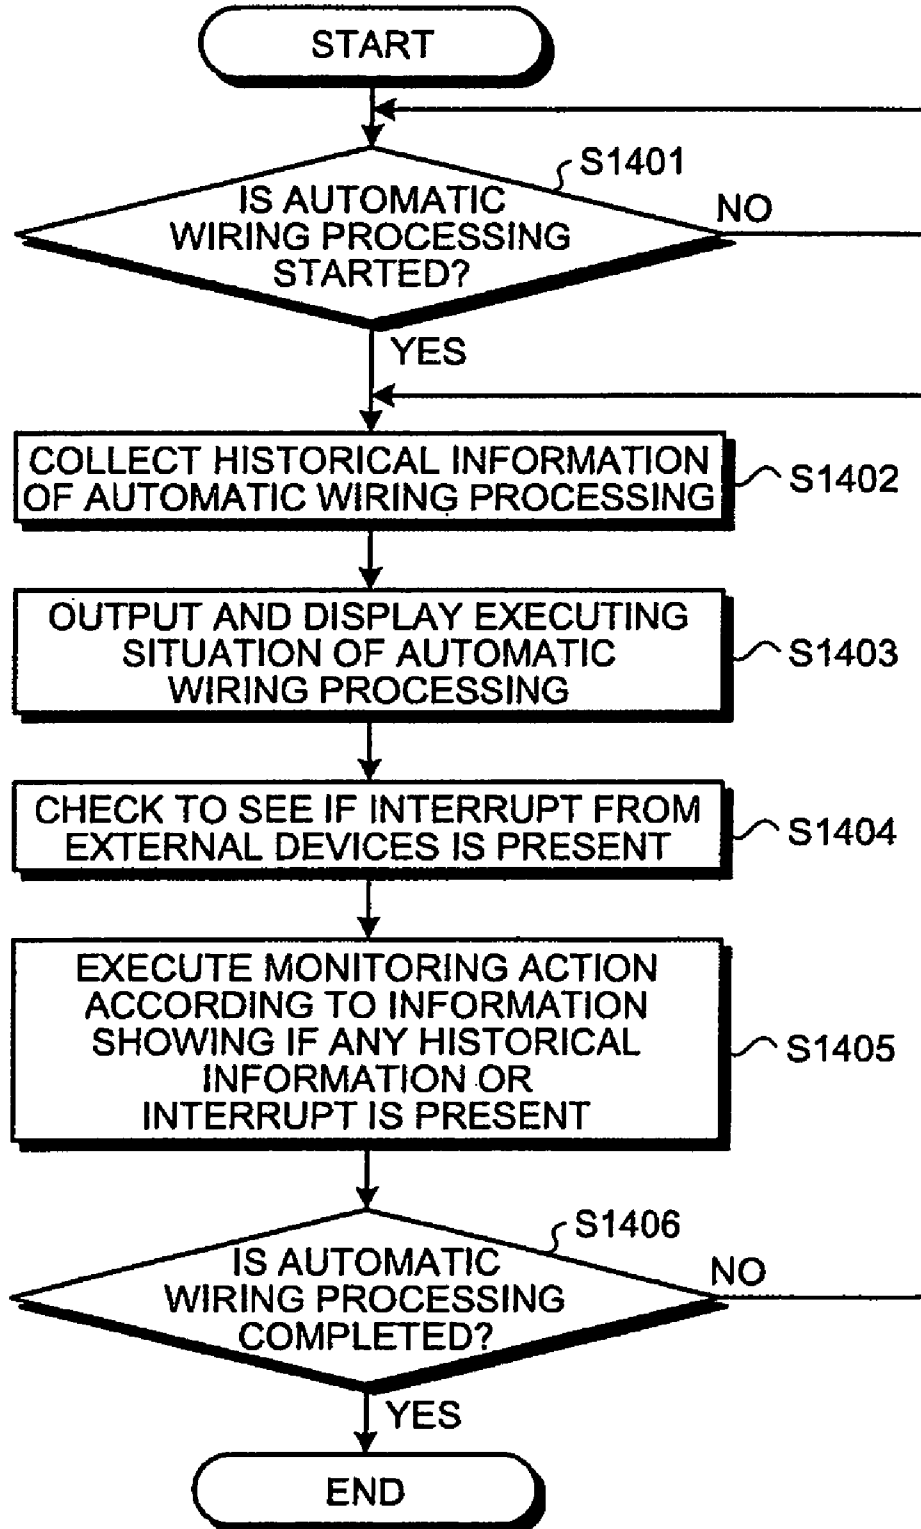 START
S1401
IS AUTOMATIC
WIRING PROCESSING
STARTED?
NO
YES
COLLECT HISTORICAL INFORMATION
OF AUTOMATIC WIRING PROCESSING
S1402
OUTPUT AND DISPLAY EXECUTING
SITUATION OF AUTOMATIC
WIRING PROCESSING
S1403
CHECK TO SEE IF INTERRUPT FROM
EXTERNAL DEVICES IS PRESENT
S1404
EXECUTE MONITORING ACTION
ACCORDING TO INFORMATION
SHOWING IF ANY HISTORICAL
INFORMATION OR
INTERRUPT IS PRESENT
S1405
S1406
IS AUTOMATIC
WIRING PROCESSING
COMPLETED?
NO
YES
END